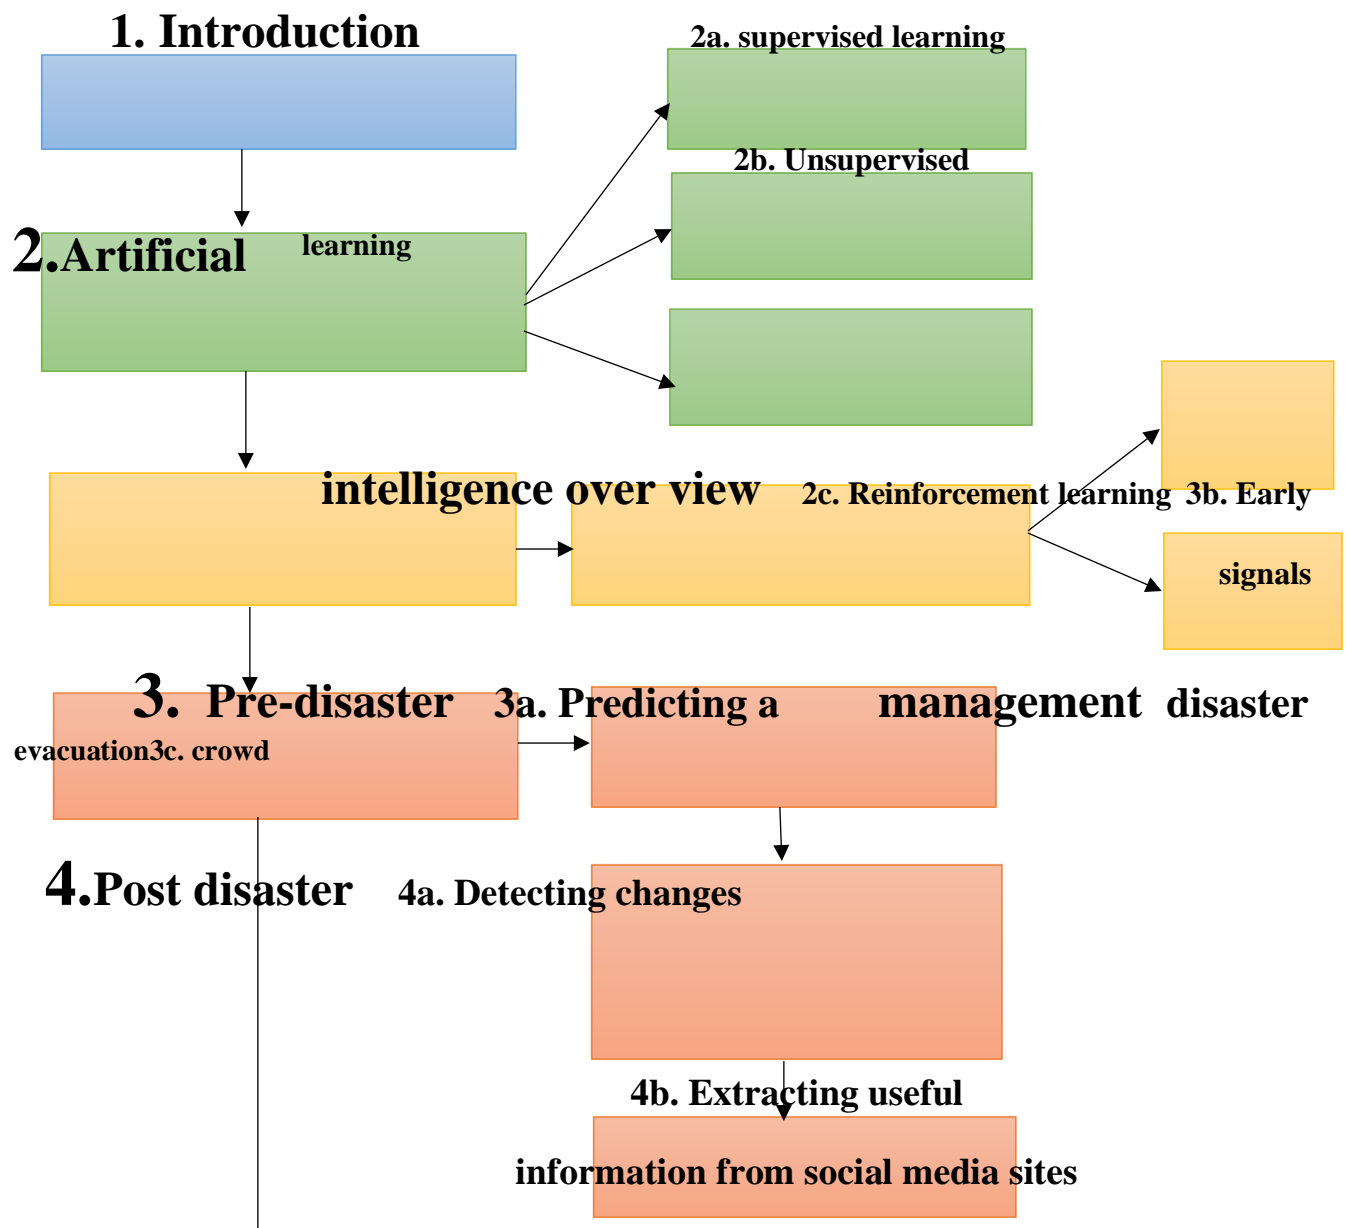 1. Introduction
2a. supervised learning
2b. Unsupervised
2.Artificial learning
intelligence over view 2c. Reinforcement learning 3b. Early
signals
3. Pre-disaster 3a. Predicting a management disaster
evacuation3c. crowd
4.Post disaster 4a. Detecting changes
4b. Extracting useful
information from social media sites